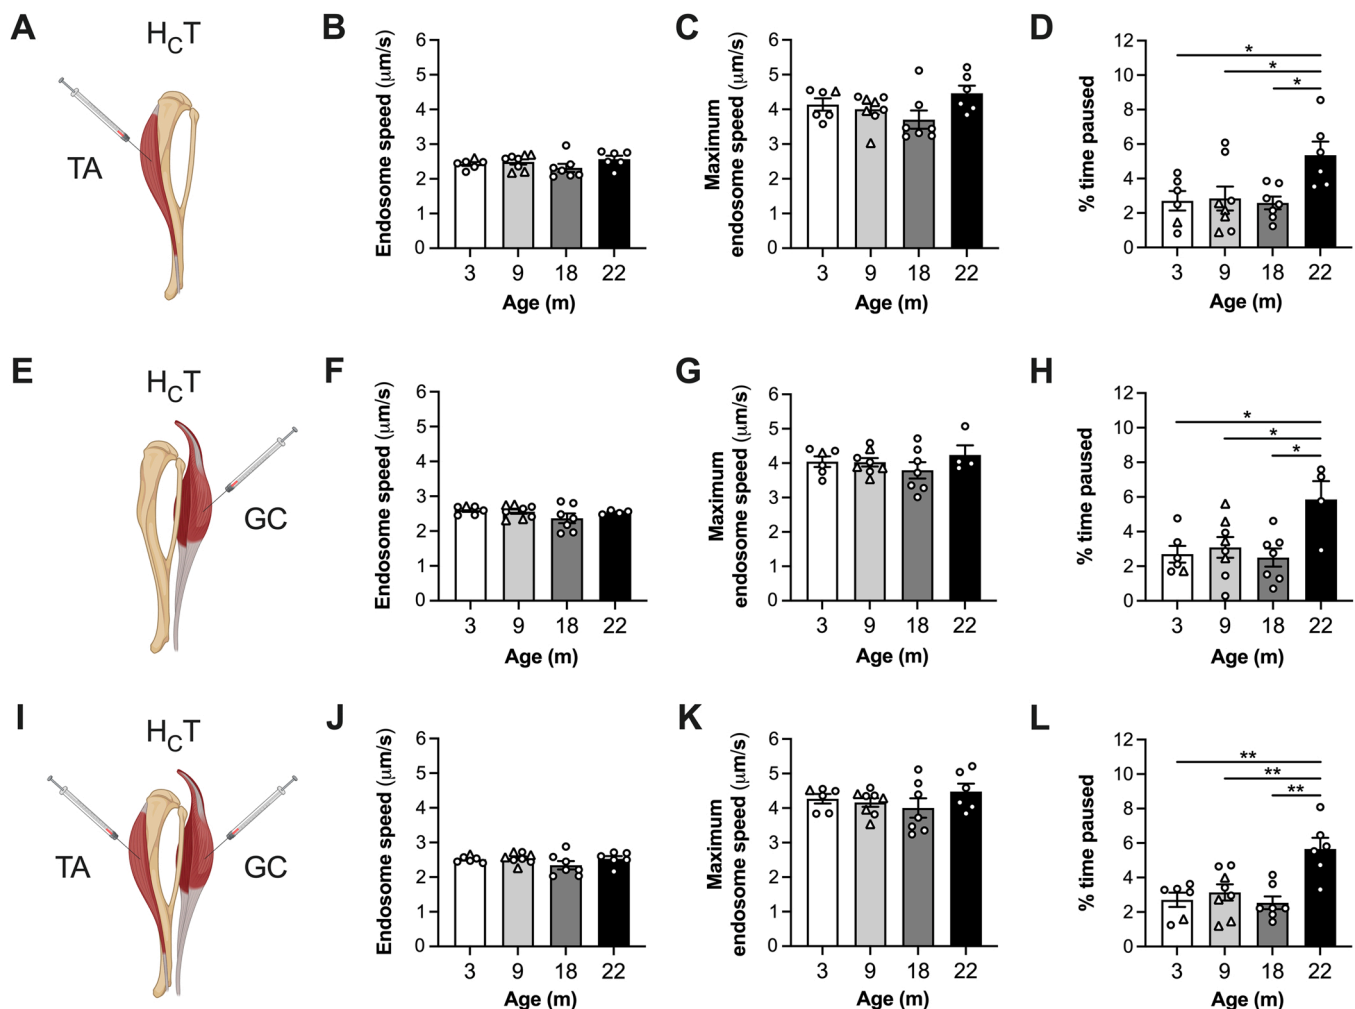 A
H_CT
TA
B
Endosome speed (μm/s)
6
5
4
3
2
1
0
3 9 18 22
Age (m)
C
Maximum
endosome speed (μm/s)
6
5
4
3
2
1
0
3 9 18 22
Age (m)
D
% time paused
12
10
8
6
4
2
0
*
*
*
3 9 18 22
Age (m)
E
H_CT
GC
F
Endosome speed (μm/s)
6
5
4
3
2
1
0
3 9 18 22
Age (m)
G
Maximum
endosome speed (μm/s)
6
5
4
3
2
1
0
3 9 18 22
Age (m)
H
% time paused
12
10
8
6
4
2
0
*
*
*
3 9 18 22
Age (m)
I
H_CT
TA
GC
J
Endosome speed (μm/s)
6
5
4
3
2
1
0
3 9 18 22
Age (m)
K
Maximum
endosome speed (μm/s)
6
5
4
3
2
1
0
3 9 18 22
Age (m)
L
% time paused
12
10
8
6
4
2
0
**
**
**
3 9 18 22
Age (m)